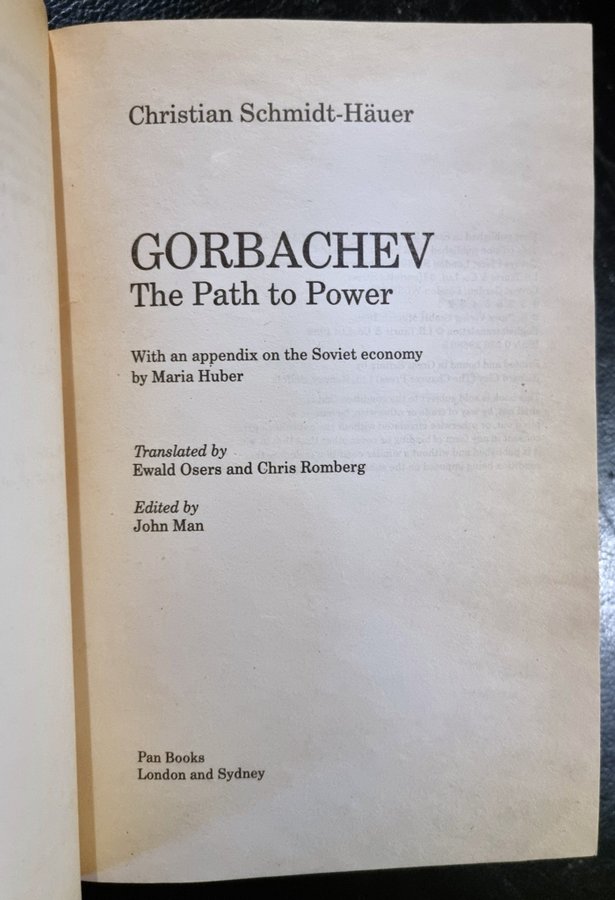 Christian Schmidt-Häuer
GORBACHEV
The Path to Power
With an appendix on the Soviet economy
by Maria Huber
Translated by
Ewald Osers and Chris Romberg
Edited by
John Man
Pan Books
London and Sydney